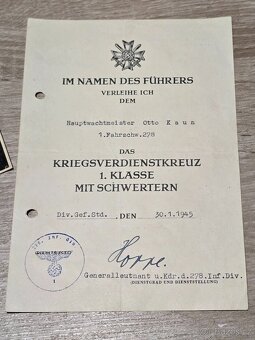 IM NAMEN DES FÜHRERS
VERLEIHE ICH
DEM
Hauptwachtmeister Otto Kaun
1.Fahrschw.278
DAS
KRIEGSVERDIENSTKREUZ
1. KLASSE
MIT SCHWERTERN
Div.Gef.Std., DEN 30.1.1945
Hoppe.
Generalleutnant u.Kdr.d.278.Inf.Div.
(DIENSTGRAD UND DIENSTSTELLUNG)